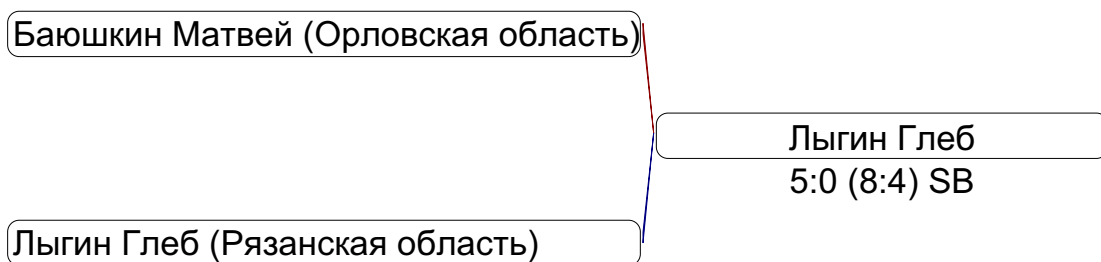 Баюшкин Матвей (Орловская область)
Лыгин Глеб
5:0 (8:4) SB
Лыгин Глеб (Рязанская область)